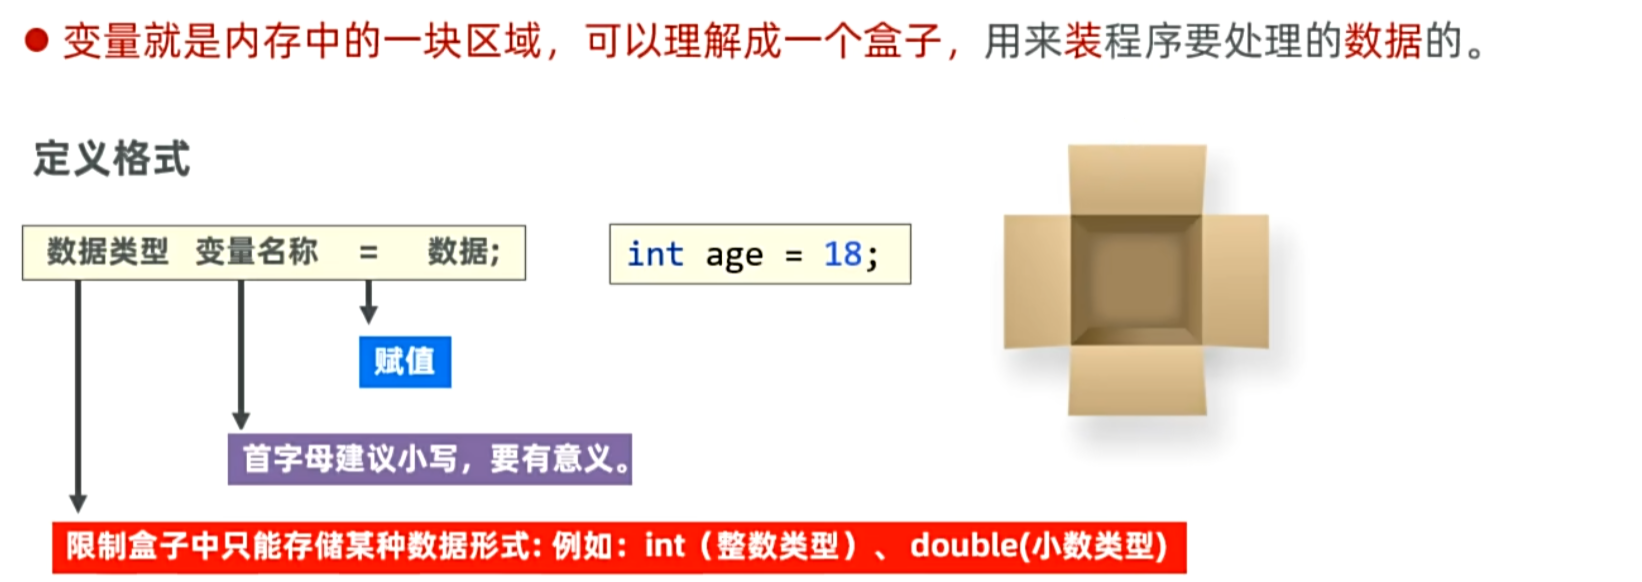 变量就是内存中的一块区域，可以理解成一个盒子，用来装程序要处理的数据的。
定义格式
数据类型 变量名称 = 数据;
int age = 18;
赋值
首字母建议小写，要有意义。
限制盒子中只能存储某种数据形式: 例如：int（整数类型）、double(小数类型)